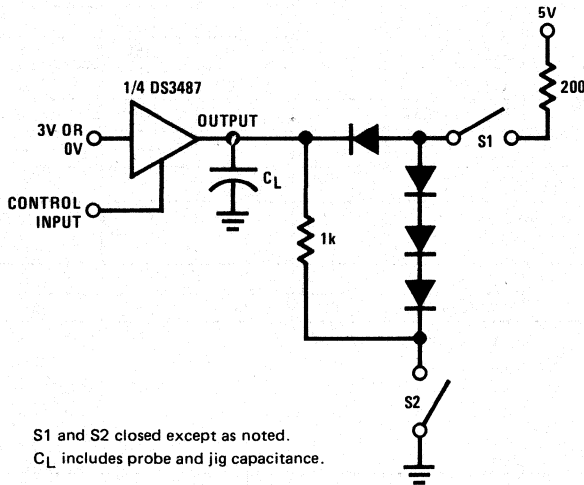 5V
200
1/4 DS3487
OUTPUT
3V OR
0V
S1
CL
CONTROL
INPUT
1k
S2
S1 and S2 closed except as noted.
CL includes probe and jig capacitance.